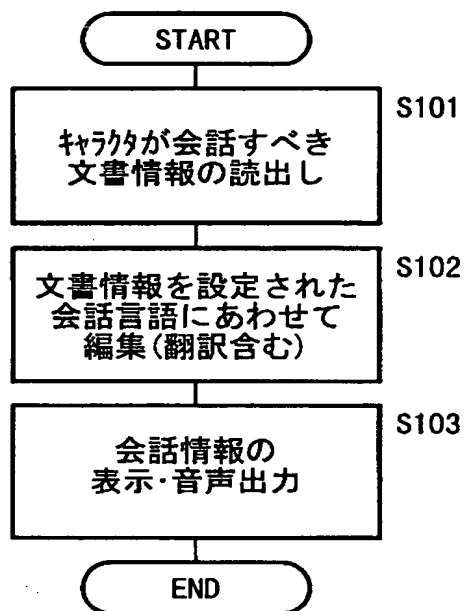 START
S101
ｷｬﾗｸﾀが会話すべき
文書情報の読出し
S102
文書情報を設定された
会話言語にあわせて
編集(翻訳含む)
S103
会話情報の
表示･音声出力
END